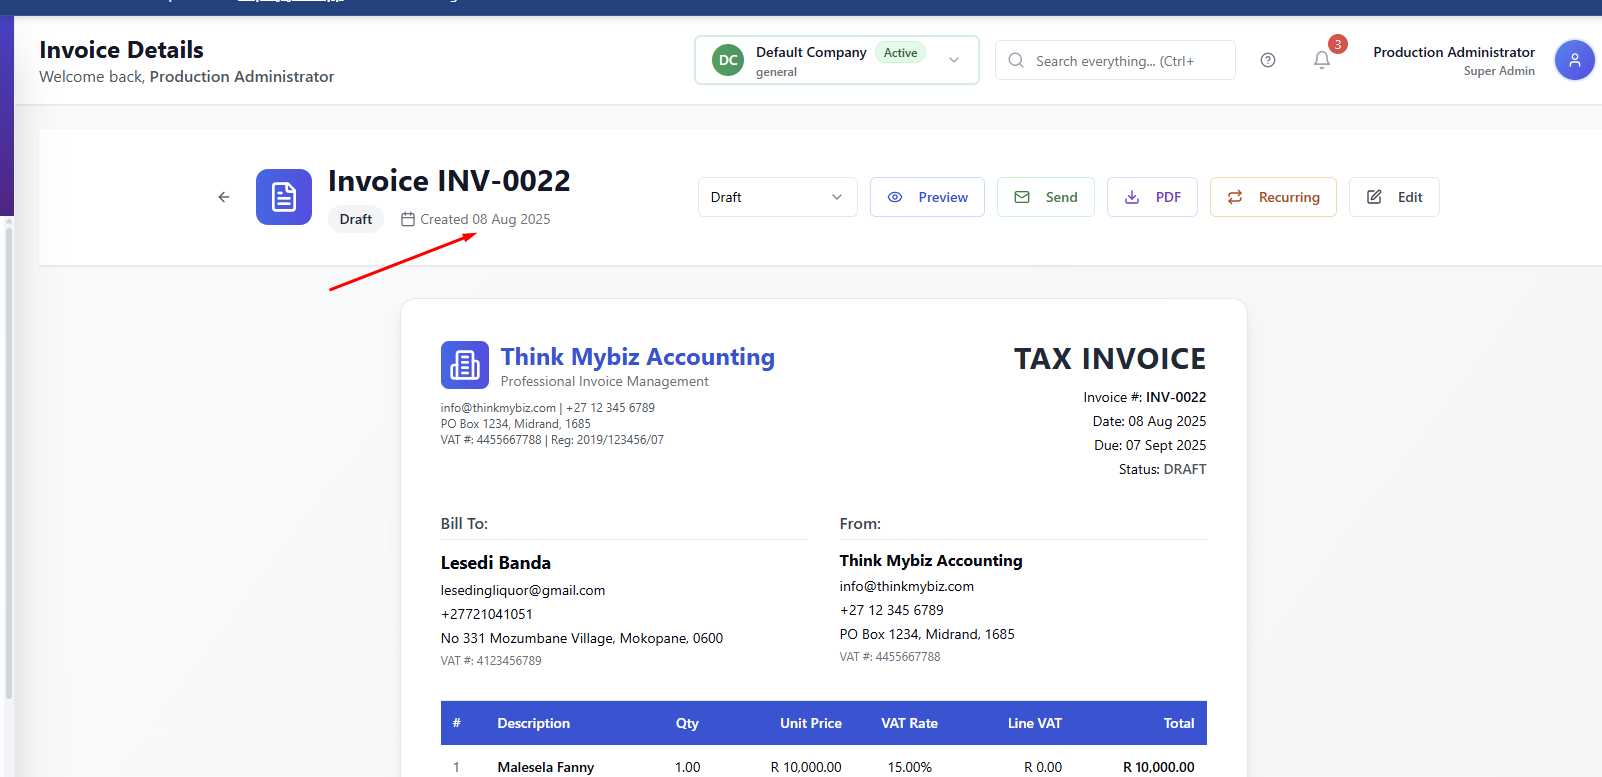 Invoice Details
Welcome back, Production Administrator
DC
Default Company Active
general
Search everything... (Ctrl+
3
Production Administrator
Super Admin
Invoice INV-0022
Draft Created 08 Aug 2025
Draft
Preview
Send
PDF
Recurring
Edit
Think Mybiz Accounting
Professional Invoice Management
info@thinkmybiz.com | +27 12 345 6789
PO Box 1234, Midrand, 1685
VAT #: 4455667788 | Reg: 2019/123456/07
TAX INVOICE
Invoice #: INV-0022
Date: 08 Aug 2025
Due: 07 Sept 2025
Status: DRAFT
Bill To:
Lesedi Banda
lesedingliquor@gmail.com
+27721041051
No 331 Mozumbane Village, Mokopane, 0600
VAT #: 4123456789
From:
Think Mybiz Accounting
info@thinkmybiz.com
+27 12 345 6789
PO Box 1234, Midrand, 1685
VAT #: 4455667788
# Description Qty Unit Price VAT Rate Line VAT Total
1 Malesela Fanny 1.00 R 10,000.00 15.00% R 0.00 R 10,000.00